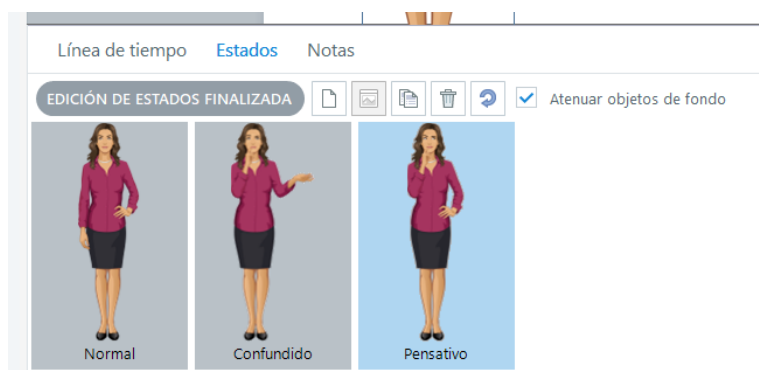 Línea de tiempo Estados Notas
EDICIÓN DE ESTADOS FINALIZADA Atenuar objetos de fondo
Normal Confundido Pensativo